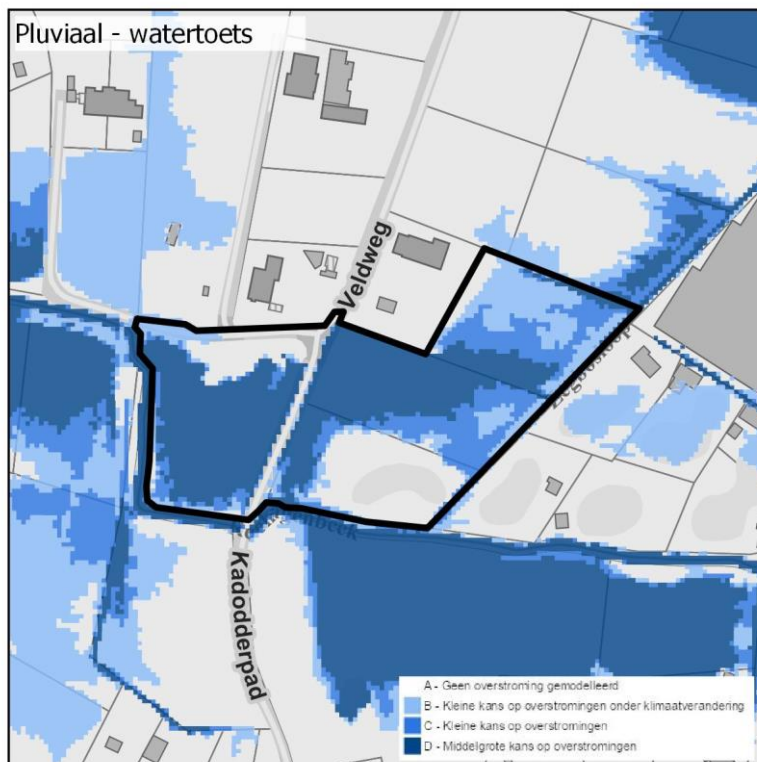 Pluviaal - watertoets
Veldweg
Kadodderpad
A - Geen overstroming gemodelleerd
B - Kleine kans op overstromingen onder klimaatverandering
C - Kleine kans op overstromingen
D - Middelgrote kans op overstromingen